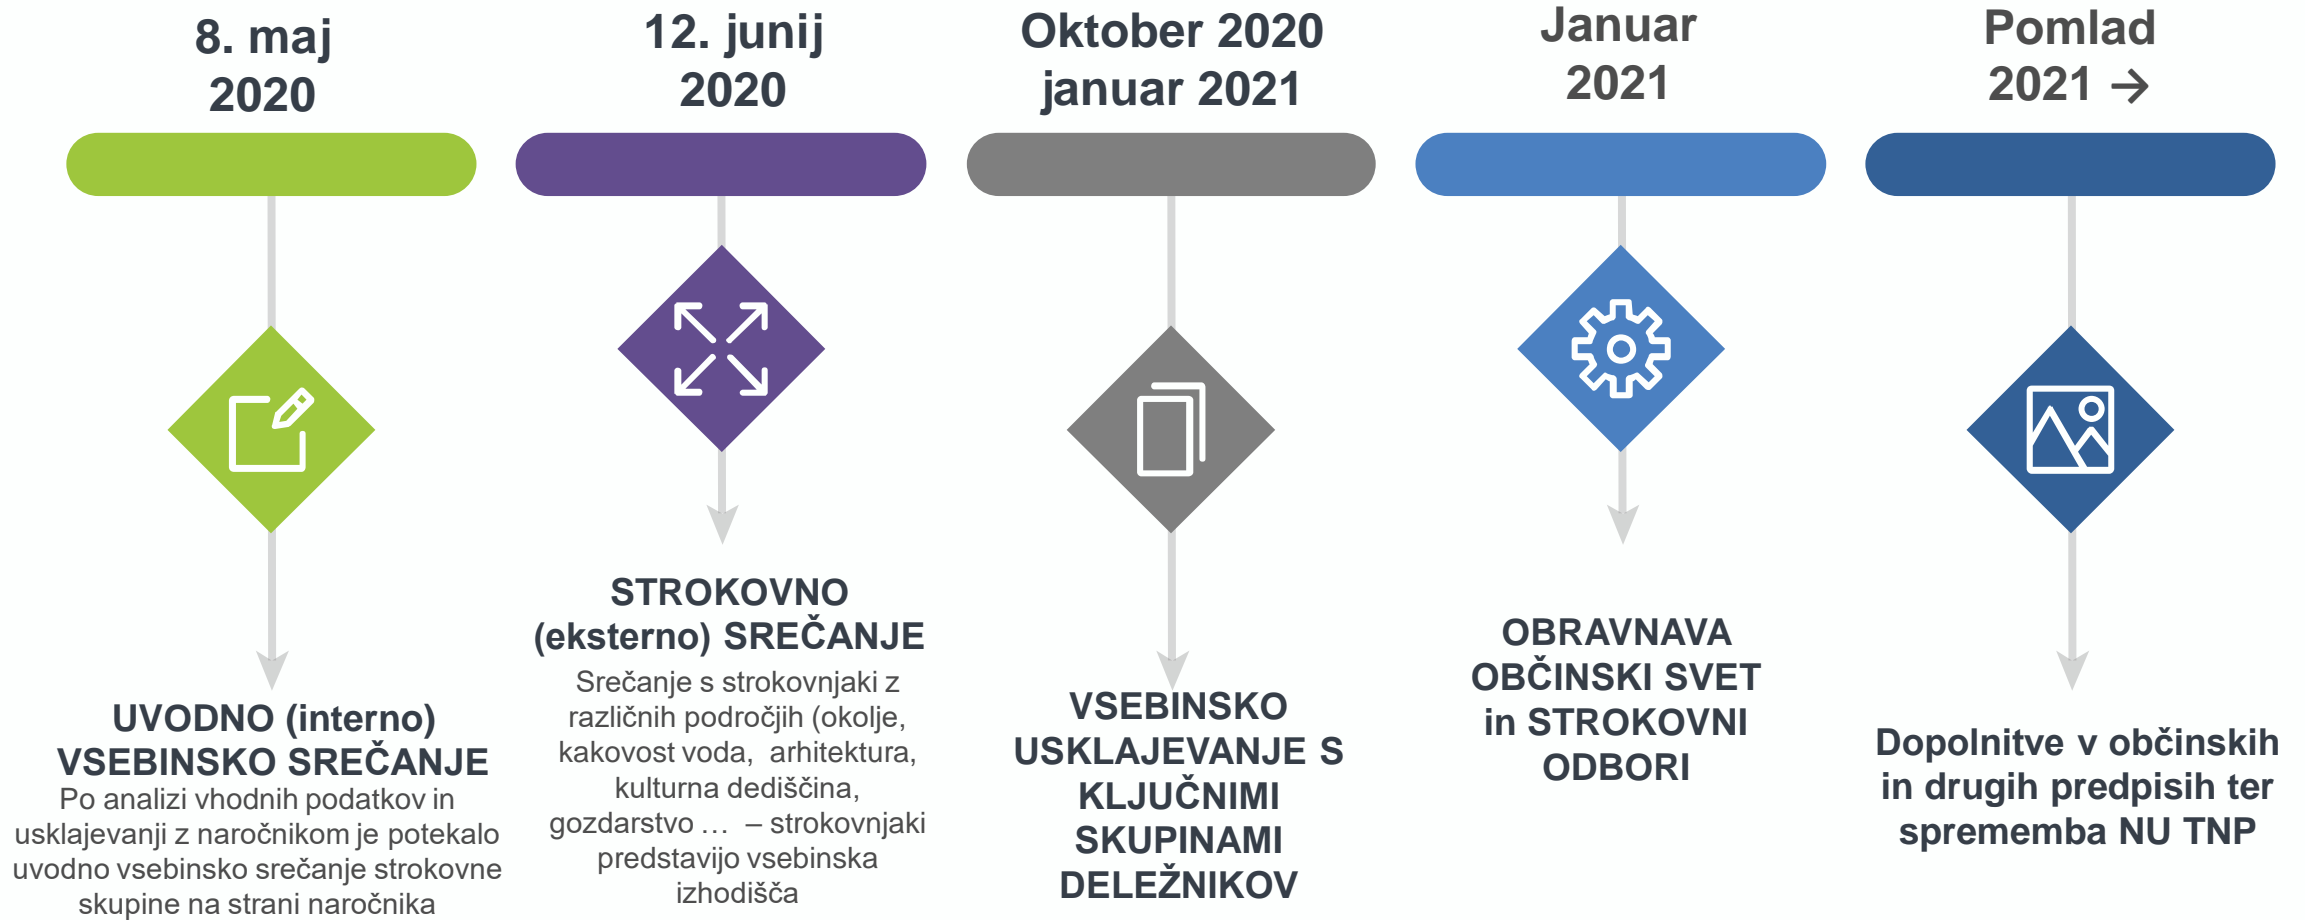 8. maj
2020
12. junij
2020
Oktober 2020
januar 2021
Januar
2021
Pomlad
2021 →
UVODNO (interno)
VSEBINSKO SREČANJE
Po analizi vhodnih podatkov in
usklajevanji z naročnikom je potekalo
uvodno vsebinsko srečanje strokovne
skupine na strani naročnika
STROKOVNO
(eksterno) SREČANJE
Srečanje s strokovnjaki z
različnih področjih (okolje,
kakovost voda, arhitektura,
kulturna dediščina,
gozdarstvo … – strokovnjaki
predstavijo vsebinska
izhodišča
VSEBINSKO
USKLAJEVANJE S
KLJUČNIMI
SKUPINAMI
DELEŽNIKOV
OBRAVNAVA
OBČINSKI SVET
in STROKOVNI
ODBORI
Dopolnitve v občinskih
in drugih predpisih ter
sprememba NU TNP